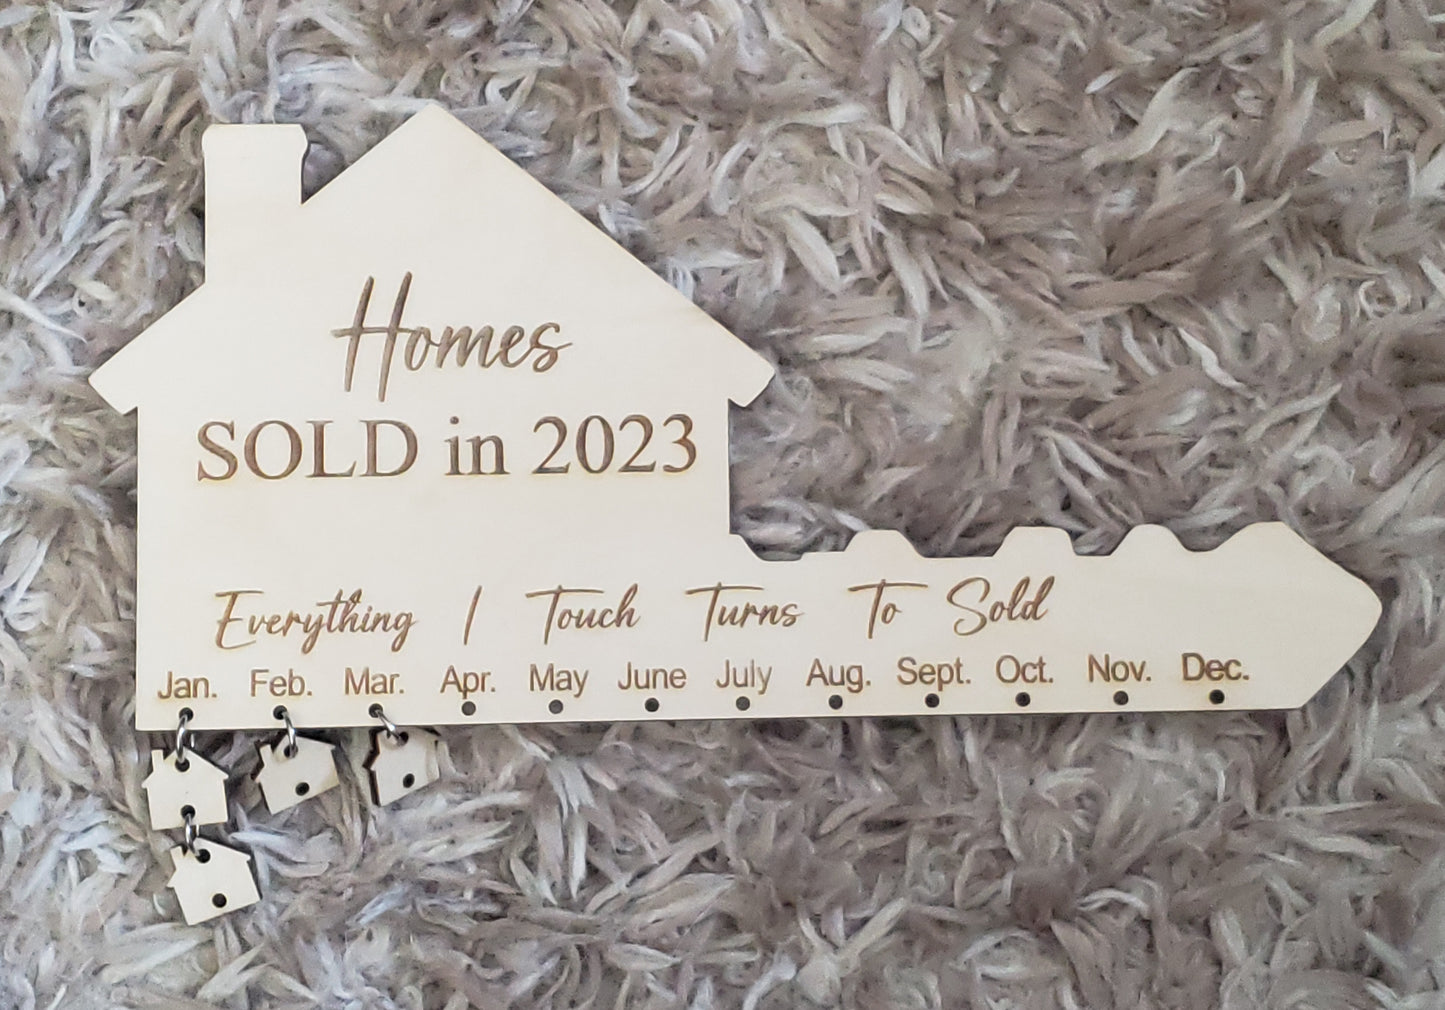 Homes
SOLD in 2023
Everything I Touch Turns To Sold
Jan. Feb. Mar. Apr. May June July Aug. Sept. Oct. Nov. Dec.